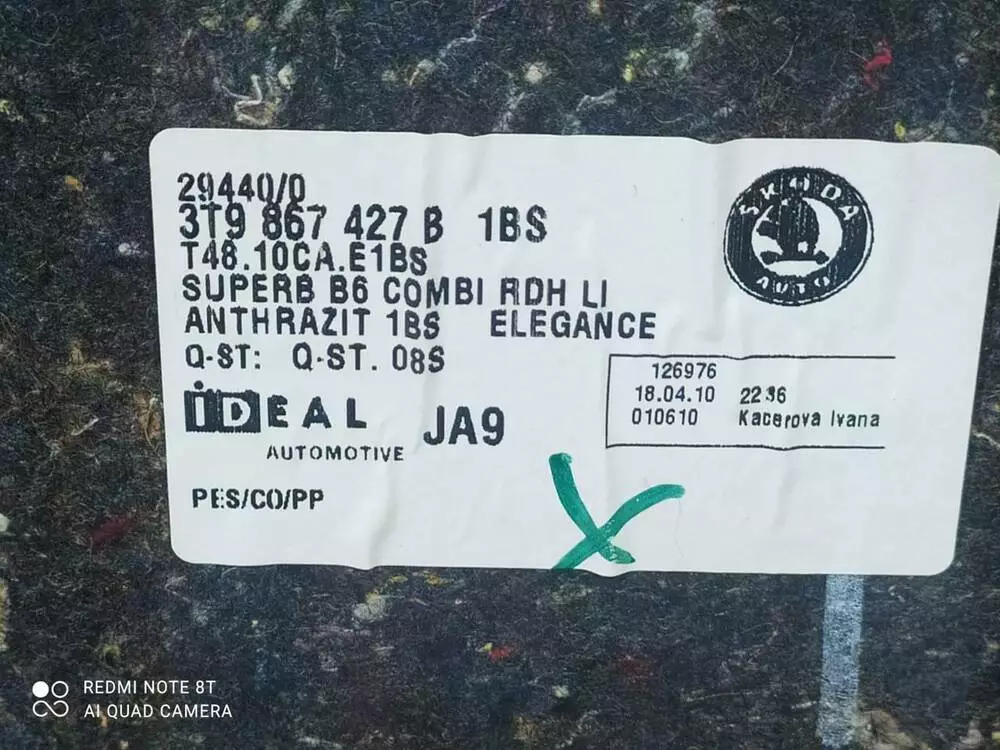 29440/0
3T9 867 427 B 1BS
T48.10CA.E1BS
SUPERB B6 COMBI RDH LI
ANTHRAZIT 1BS ELEGANCE
Q-ST: Q-ST. 08S
ŠKODA
AUTO
126976
18.04.10 22 36
010610 Kacerova Ivana
iDEAL
AUTOMOTIVE
JA9
PES/CO/PP
REDMI NOTE 8T
AI QUAD CAMERA